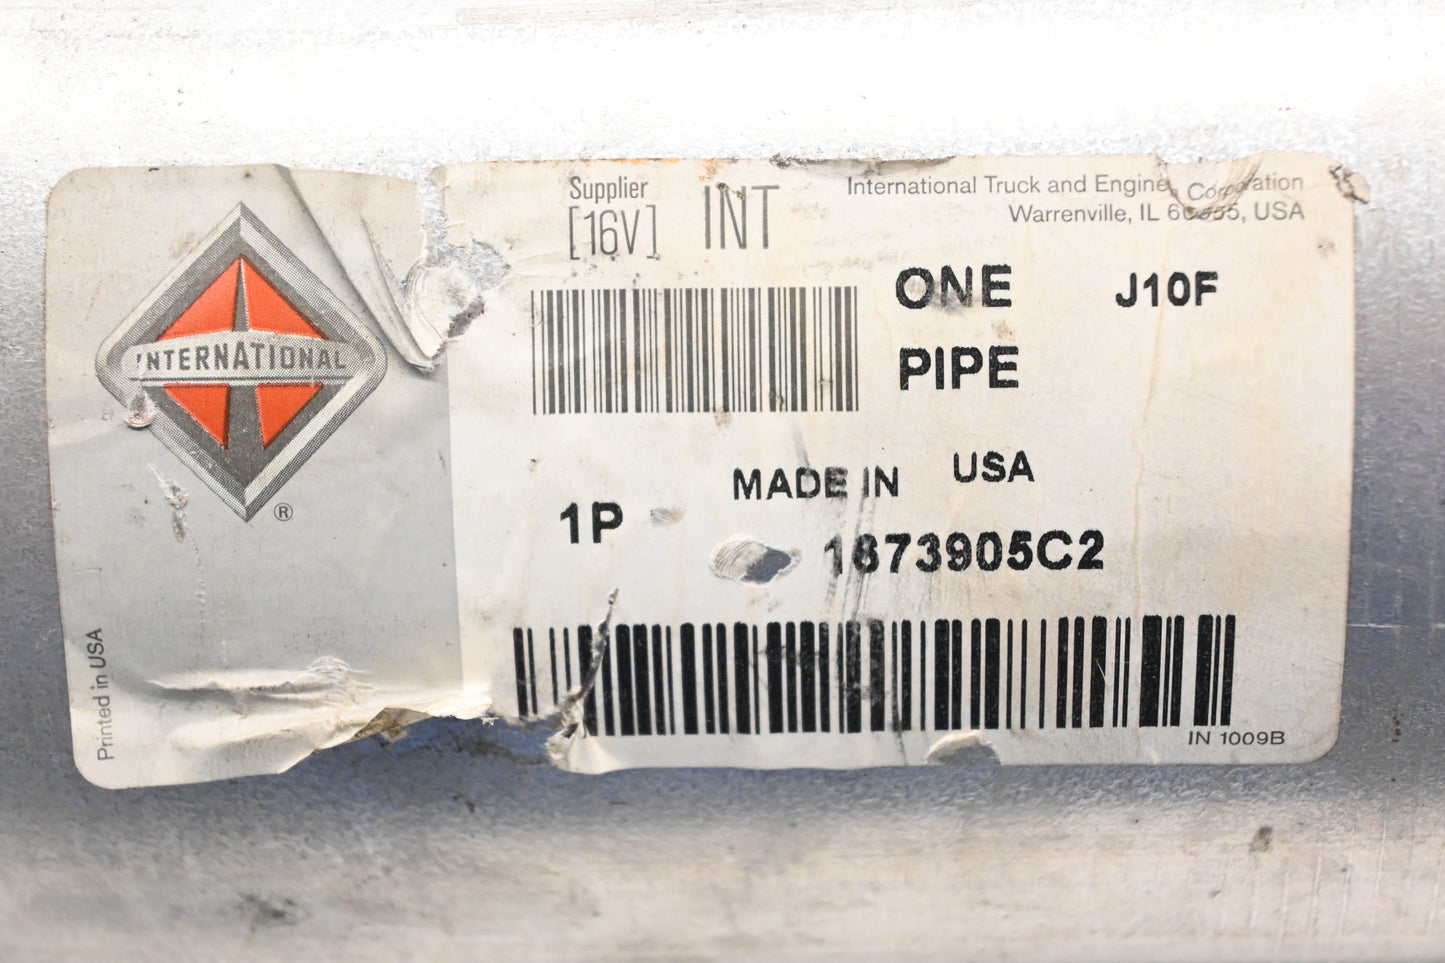 INTERNATIONAL
®
Printed in USA
Supplier
[16V] INT
International Truck and Engine Corporation
Warrenville, IL 60555, USA
ONE J10F
PIPE
MADE IN USA
1P
1673905C2
IN 1009B